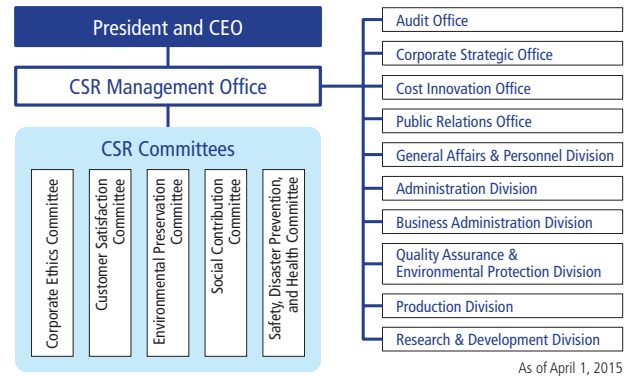 President and CEO
CSR Management Office
CSR Committees
Corporate Ethics Committee
Customer Satisfaction
Committee
Environmental Preservation
Committee
Social Contribution
Committee
Safety, Disaster Prevention,
and Health Committee
Audit Office
Corporate Strategic Office
Cost Innovation Office
Public Relations Office
General Affairs & Personnel Division
Administration Division
Business Administration Division
Quality Assurance &
Environmental Protection Division
Production Division
Research & Development Division
As of April 1, 2015